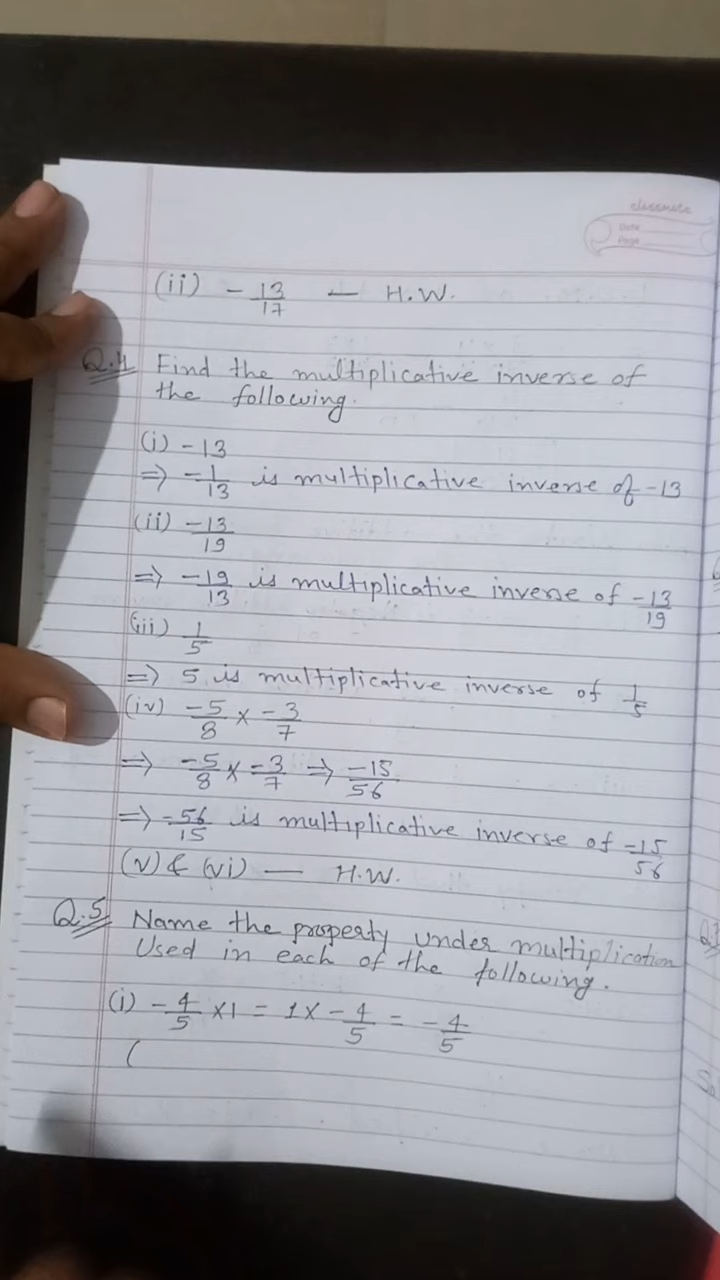 classmate
Date
Page
(ii) -13/17 — H.W.
Q.4 Find the multiplicative inverse of
the following.
(i) -13
⇒ -1/13 is multiplicative inverse of -13
(ii) -13/19
⇒ -19/13 is multiplicative inverse of -13/19
(iii) 1/5
⇒ 5 is multiplicative inverse of 1/5
(iv) -5/8 × -3/7
⇒ -5/8 × -3/7 ⇒ -15/56
⇒ -56/15 is multiplicative inverse of -15/56
(v) & (vi) — H.W.
Q.5 Name the property under multiplication
Used in each of the following.
(i) -4/5 ×1 = 1× -4/5 = -4/5
(